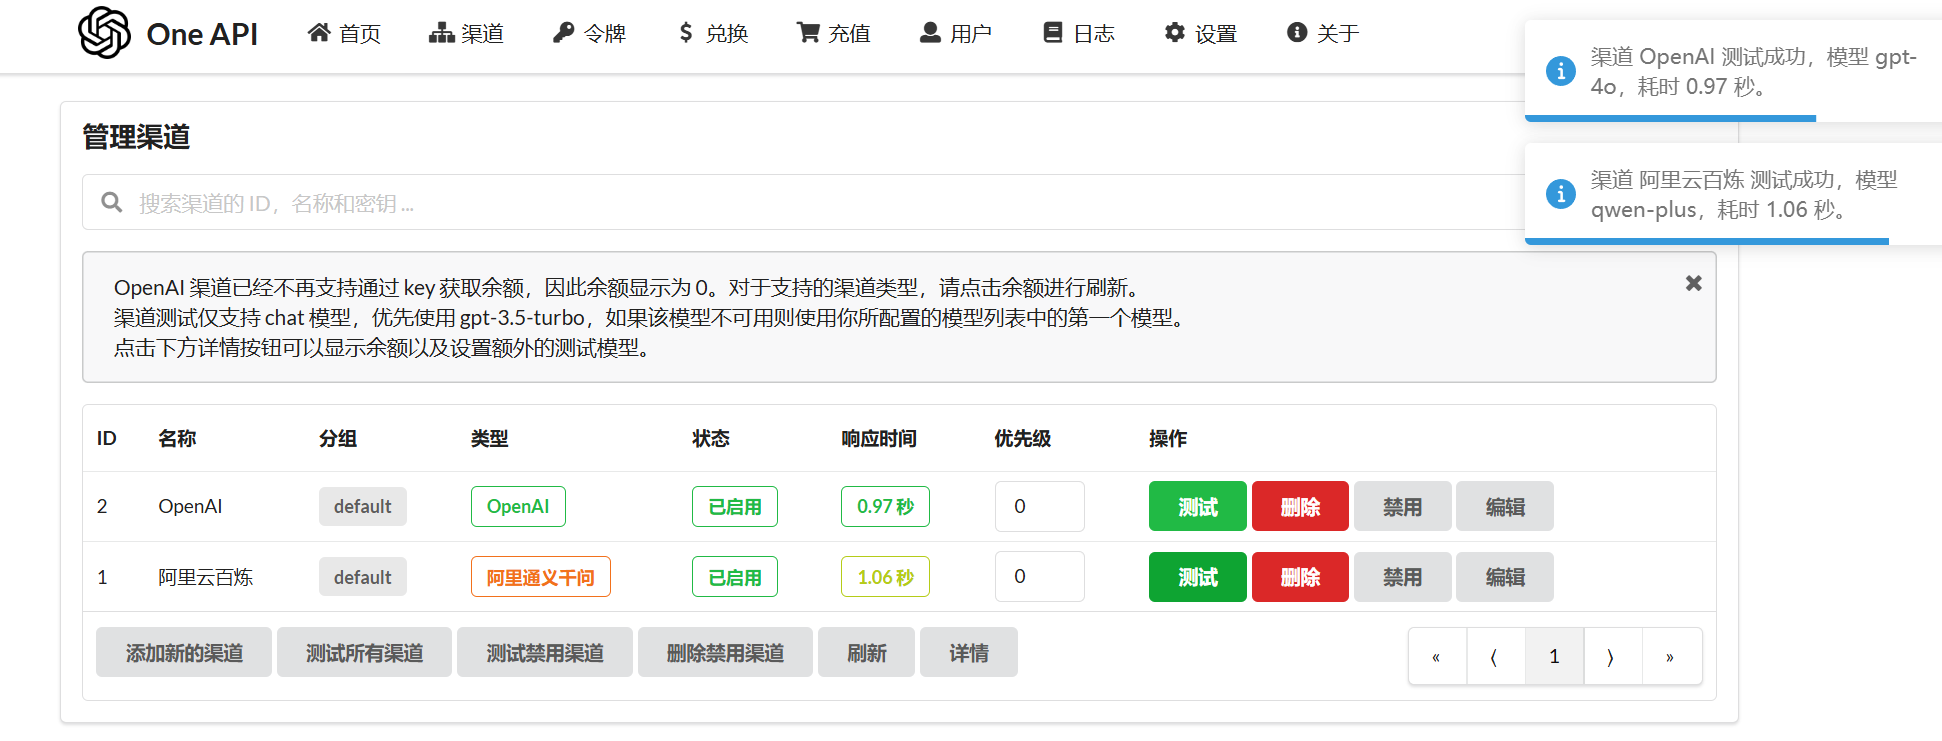 One API 首页 渠道 令牌 兑换 充值 用户 日志 设置 关于
渠道 OpenAI 测试成功，模型 gpt-
4o，耗时 0.97 秒。
渠道 阿里云百炼 测试成功，模型
qwen-plus，耗时 1.06 秒。
管理渠道
搜索渠道的 ID，名称和密钥 ...
OpenAI 渠道已经不再支持通过 key 获取余额，因此余额显示为 0。对于支持的渠道类型，请点击余额进行刷新。
渠道测试仅支持 chat 模型，优先使用 gpt-3.5-turbo，如果该模型不可用则使用你所配置的模型列表中的第一个模型。
点击下方详情按钮可以显示余额以及设置额外的测试模型。
ID 名称 分组 类型 状态 响应时间 优先级 操作
2 OpenAI default OpenAI 已启用 0.97 秒 0 测试 删除 禁用 编辑
1 阿里云百炼 default 阿里通义千问 已启用 1.06 秒 0 测试 删除 禁用 编辑
添加新的渠道 测试所有渠道 测试禁用渠道 删除禁用渠道 刷新 详情 « ⟨ 1 ⟩ »